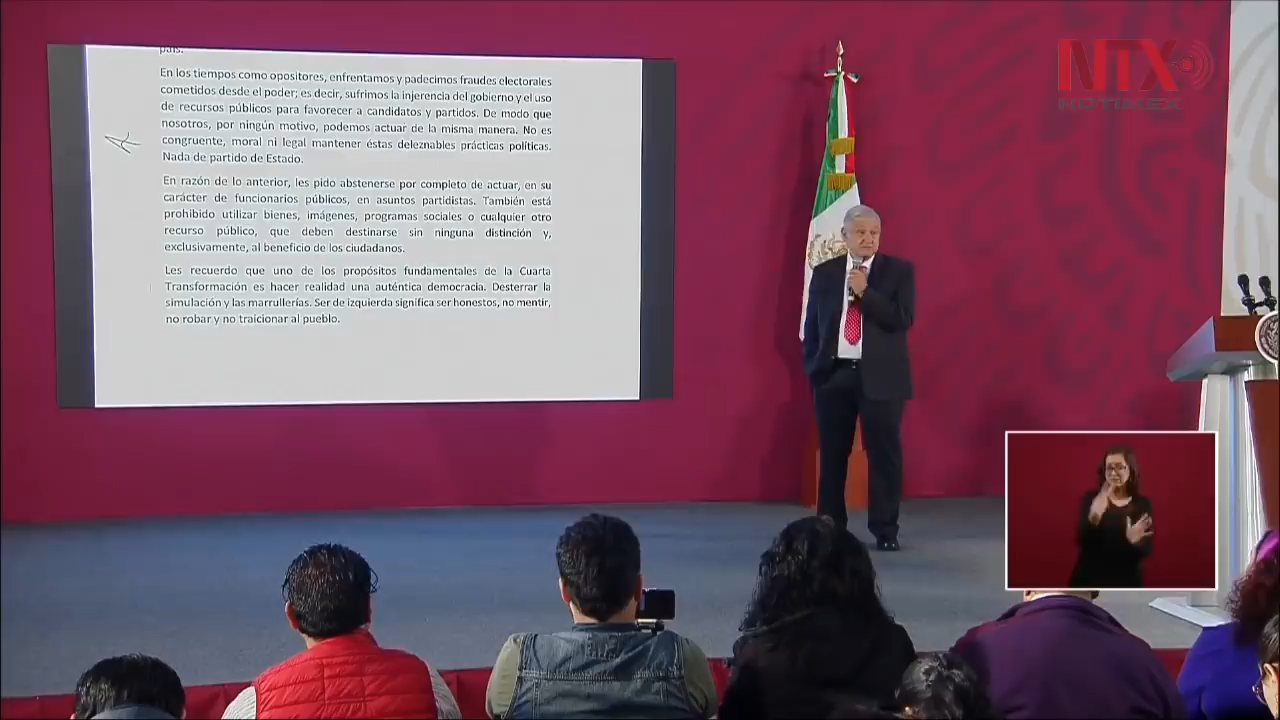 país.
En los tiempos como opositores, enfrentamos y padecimos fraudes electorales
cometidos desde el poder; es decir, sufrimos la injerencia del gobierno y el uso
de recursos públicos para favorecer a candidatos y partidos. De modo que
nosotros, por ningún motivo, podemos actuar de la misma manera. No es
congruente, moral ni legal mantener éstas deleznables prácticas políticas.
Nada de partido de Estado.
En razón de lo anterior, les pido abstenerse por completo de actuar, en su
carácter de funcionarios públicos, en asuntos partidistas. También está
prohibido utilizar bienes, imágenes, programas sociales o cualquier otro
recurso público, que deben destinarse sin ninguna distinción y,
exclusivamente, al beneficio de los ciudadanos.
Les recuerdo que uno de los propósitos fundamentales de la Cuarta
Transformación es hacer realidad una auténtica democracia. Desterrar la
simulación y las marrullerías. Ser de izquierda significa ser honestos, no mentir,
no robar y no traicionar al pueblo.
NTX
NOTIMEX